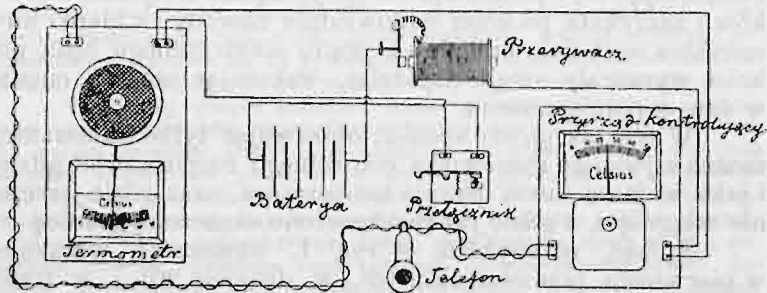 Przerywacz
Przyrząd kontrolujący
Celsius
Celsius
Baterya
Przełącznik
Termometr
Telefon